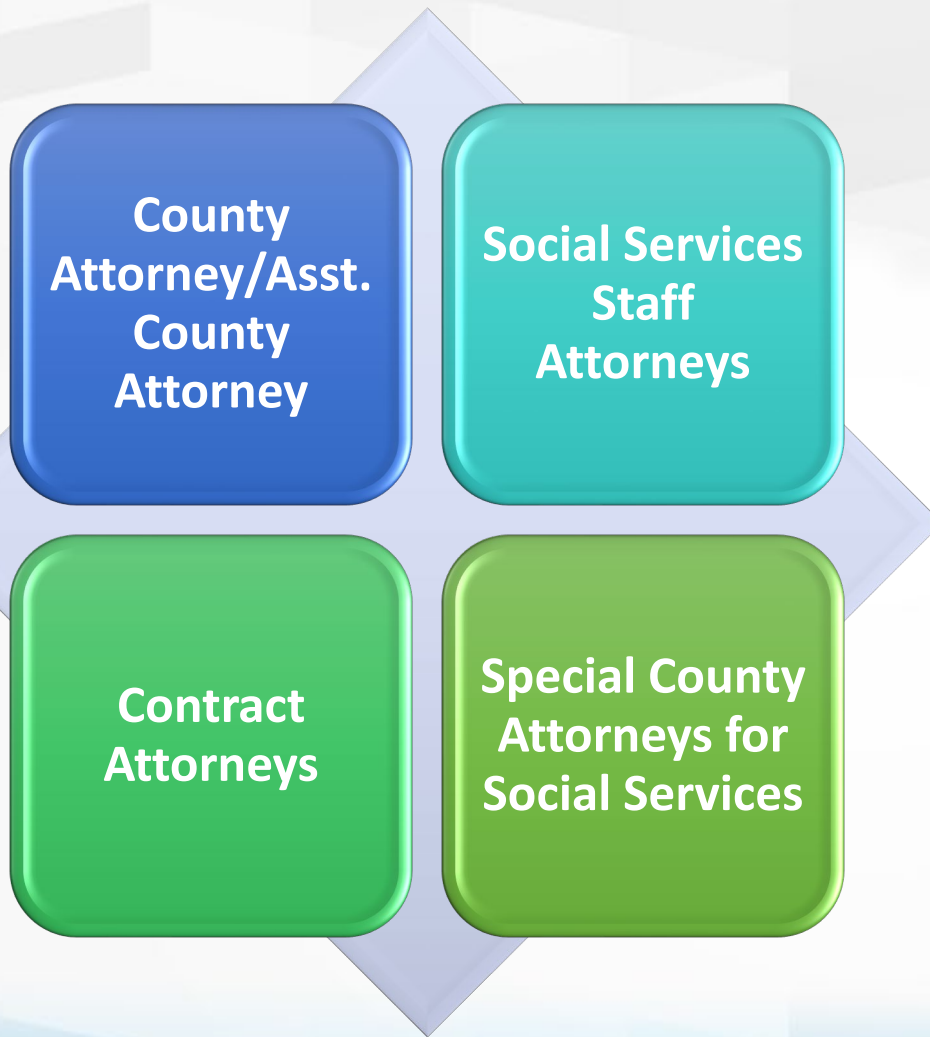 County
Attorney/Asst.
County
Attorney
Social Services
Staff
Attorneys
Contract
Attorneys
Special County
Attorneys for
Social Services